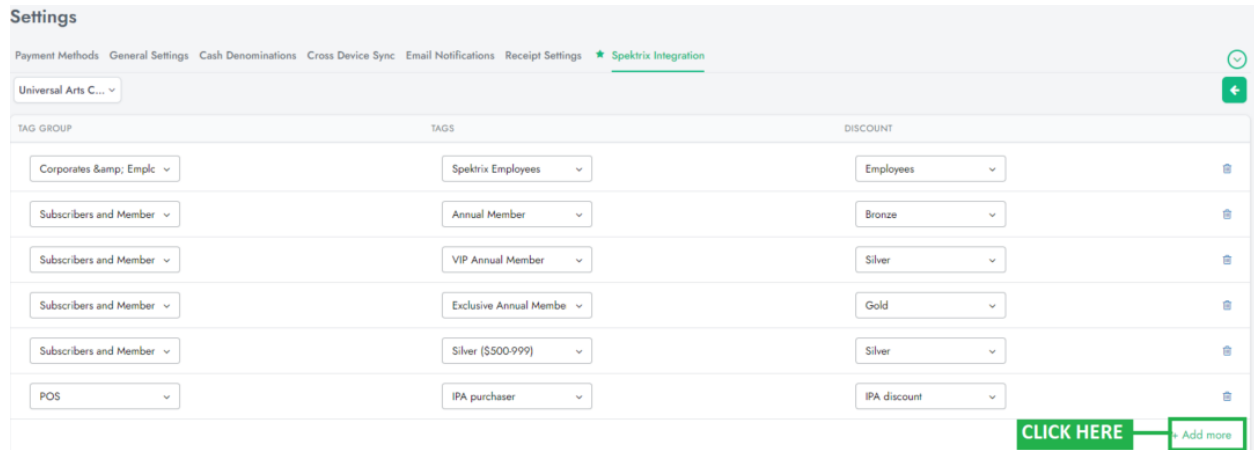 Settings
Payment Methods General Settings Cash Denominations Cross Device Sync Email Notifications Receipt Settings Spektrix Integration
Universal Arts C...
TAG GROUP TAGS DISCOUNT
Corporates &amp; Emplc Spektrix Employees Employees
Subscribers and Member Annual Member Bronze
Subscribers and Member VIP Annual Member Silver
Subscribers and Member Exclusive Annual Membe Gold
Subscribers and Member Silver ($500-999) Silver
POS IPA purchaser IPA discount
CLICK HERE + Add more